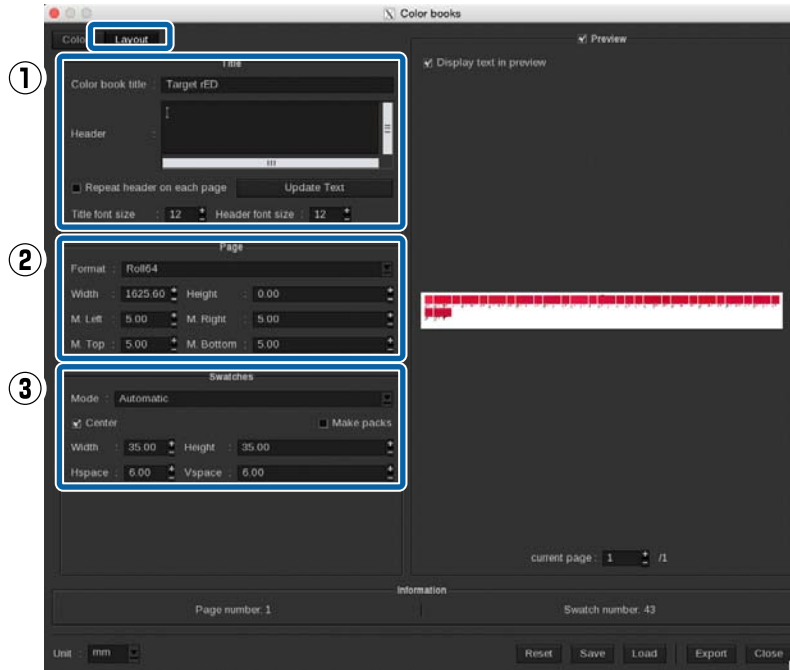 Color books
Color Layout
① Title
Color book title : Target rED
Header :
Repeat header on each page Update Text
Title font size : 12 Header font size : 12
② Page
Format : Roll64
Width : 1625.60 Height : 0.00
M. Left : 5.00 M. Right : 5.00
M. Top : 5.00 M. Bottom : 5.00
③ Swatches
Mode : Automatic
Center Make packs
Width : 35.00 Height : 35.00
Hspace : 6.00 Vspace : 6.00
Preview
Display text in preview
current page : 1 /1
Information
Page number: 1 Swatch number: 43
Unit : mm Reset Save Load Export Close